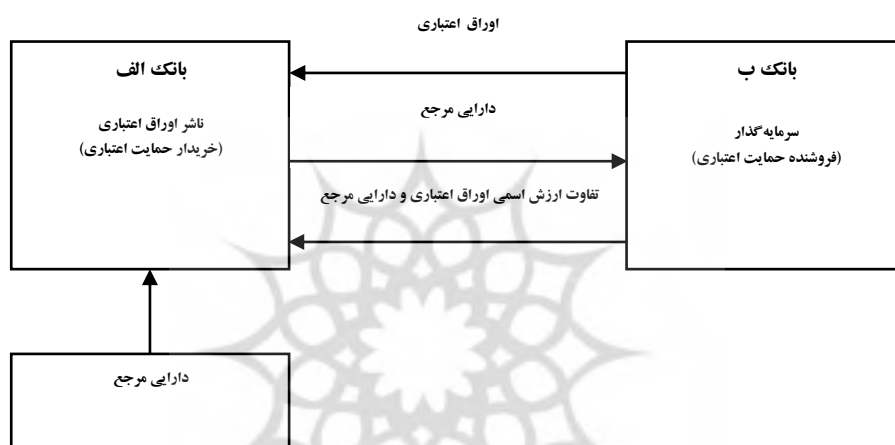 اوراق اعتباری
بانک ب
بانک الف
دارایی مرجع
سرمایه‌گذار
(فروشنده حمایت اعتباری)
ناشر اوراق اعتباری
(خریدار حمایت اعتباری)
تفاوت ارزش اسمی اوراق اعتباری و دارایی مرجع
دارایی مرجع